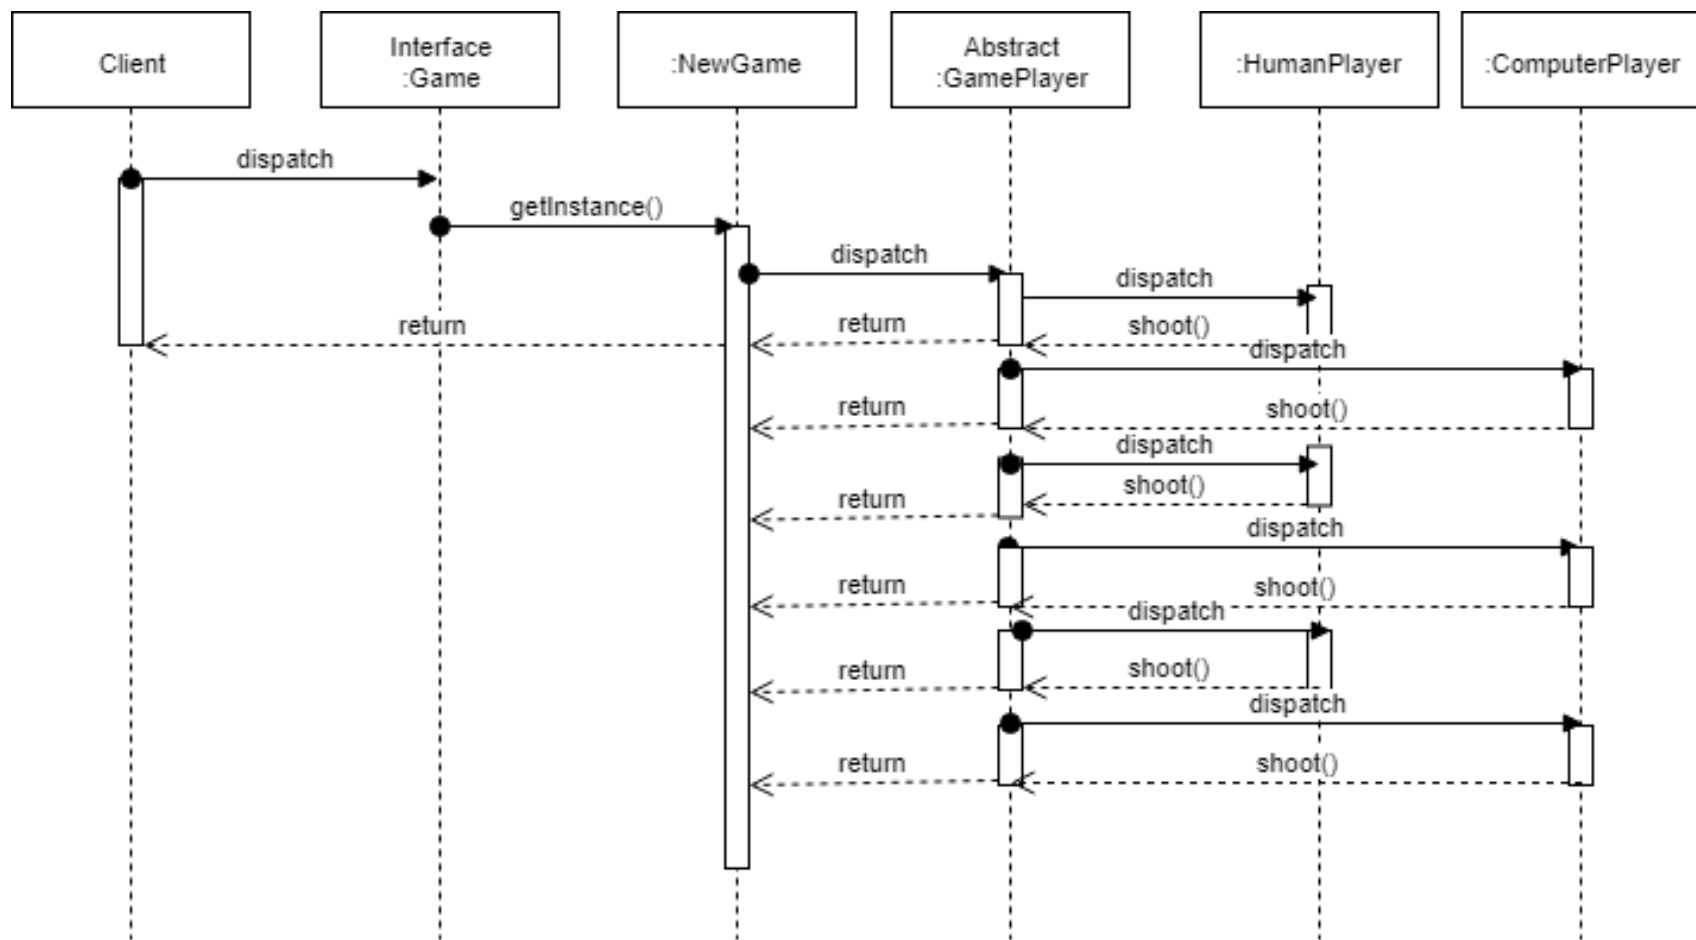 Client
Interface
:Game
:NewGame
Abstract
:GamePlayer
:HumanPlayer
:ComputerPlayer
dispatch
getInstance()
dispatch
dispatch
return
return
shoot()
dispatch
return
shoot()
dispatch
shoot()
return
dispatch
return
shoot()
dispatch
return
shoot()
dispatch
return
shoot()